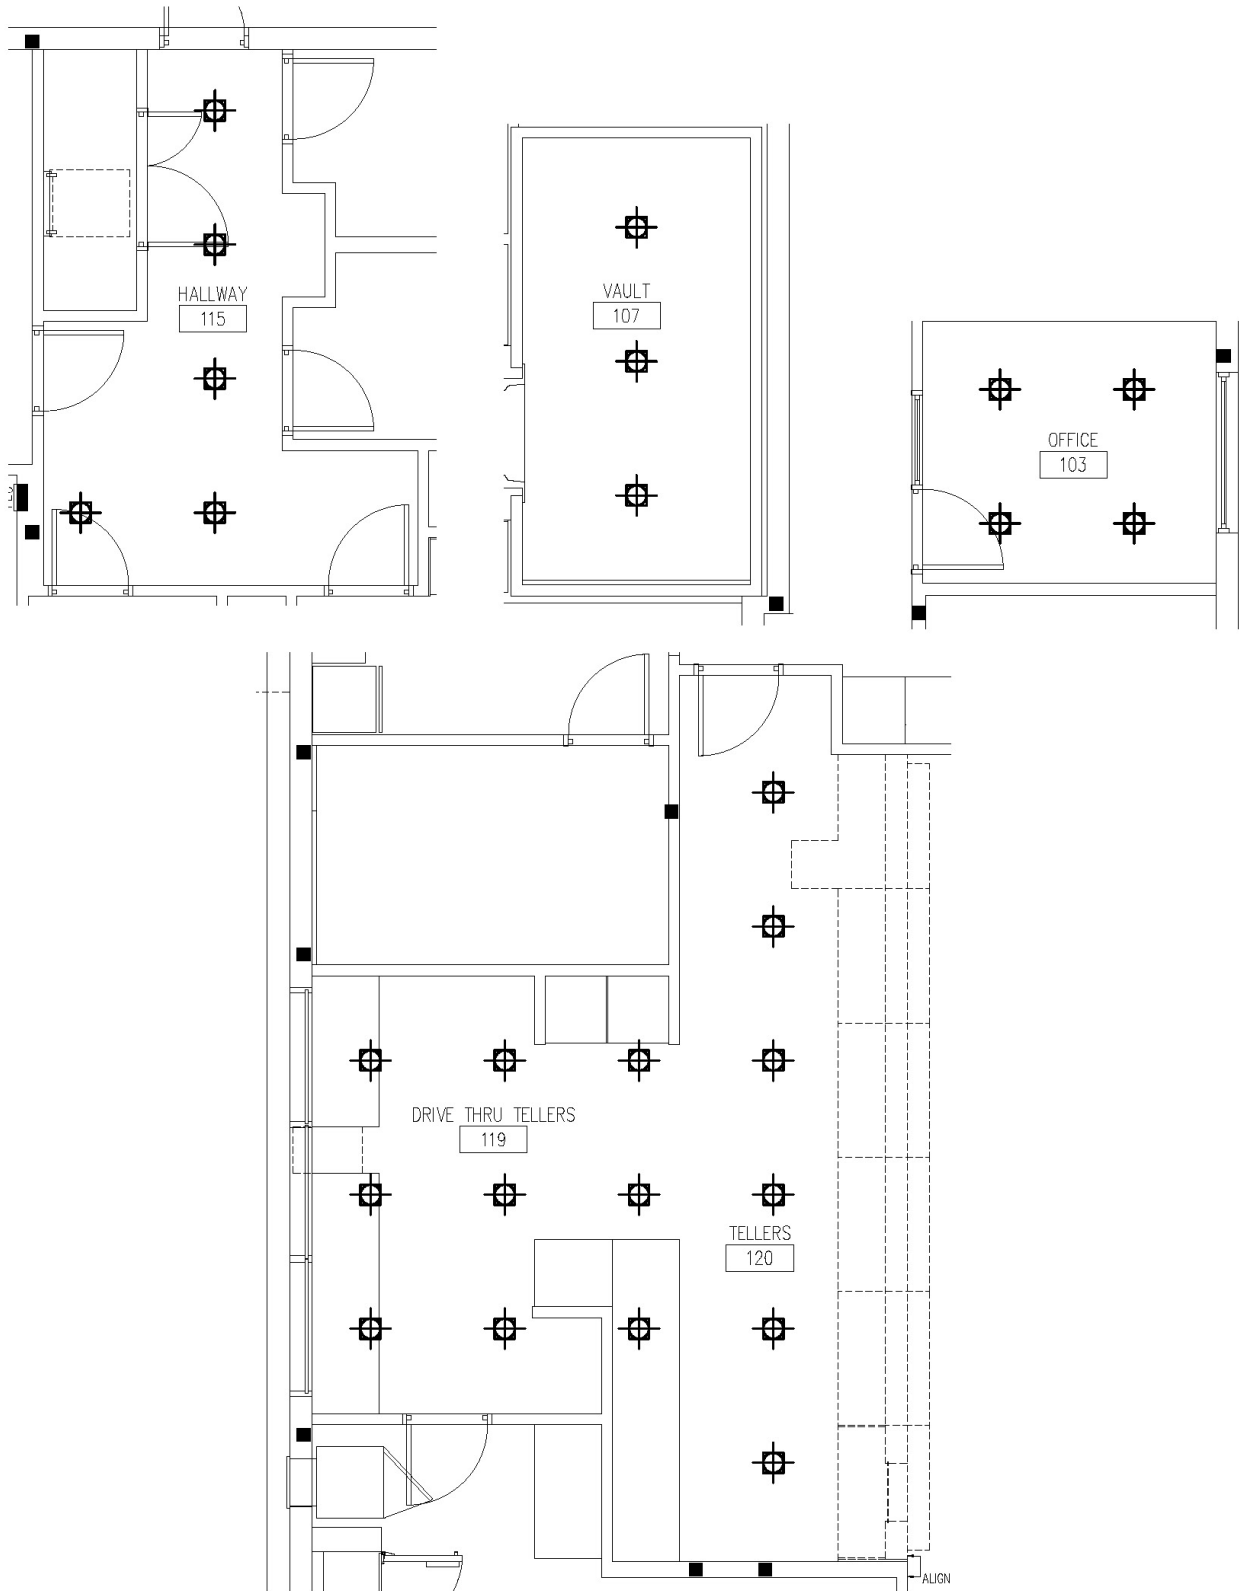 HALLWAY
115
VAULT
107
OFFICE
103
DRIVE THRU TELLERS
119
TELLERS
120
ALIGN